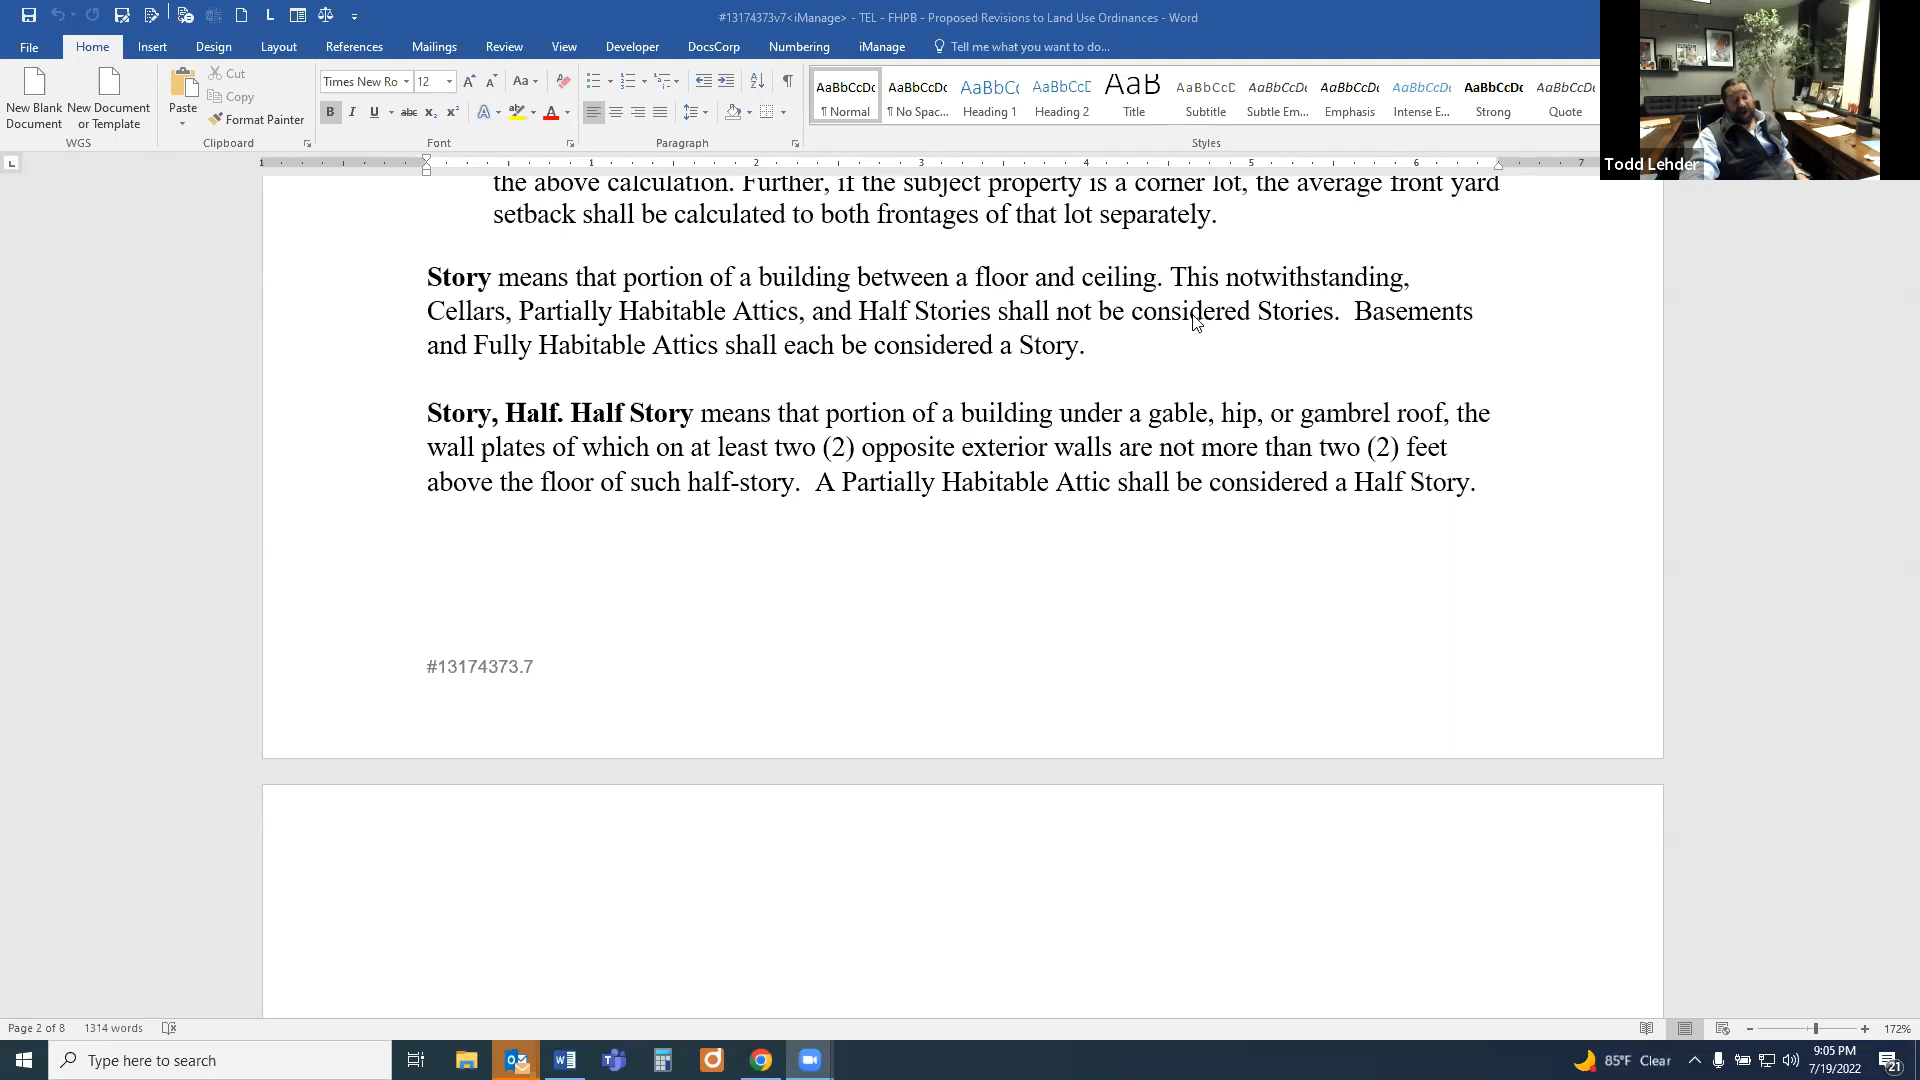 #13174373v7<iManage> - TEL - FHPB - Proposed Revisions to Land Use Ordinances - Word
File Home Insert Design Layout References Mailings Review View Developer DocsCorp Numbering iManage Tell me what you want to do...
New Blank Document
New Document or Template
WGS
Paste
Cut
Copy
Format Painter
Clipboard
Times New Ro 12
Font
Paragraph
AaBbCcDc AaBbCcDc AaBbCc AaBbCcD AaB AaBbCcD AaBbCcDc AaBbCcDc AaBbCcDc AaBbCcDc AaBbCcDc
¶ Normal ¶ No Spac... Heading 1 Heading 2 Title Subtitle Subtle Em... Emphasis Intense E... Strong Quote
Styles
Todd Lehder
1 1 2 3 4 5 6 7
the above calculation. Further, if the subject property is a corner lot, the average front yard
setback shall be calculated to both frontages of that lot separately.
Story means that portion of a building between a floor and ceiling. This notwithstanding,
Cellars, Partially Habitable Attics, and Half Stories shall not be considered Stories. Basements
and Fully Habitable Attics shall each be considered a Story.
Story, Half. Half Story means that portion of a building under a gable, hip, or gambrel roof, the
wall plates of which on at least two (2) opposite exterior walls are not more than two (2) feet
above the floor of such half-story. A Partially Habitable Attic shall be considered a Half Story.
#13174373.7
Page 2 of 8 1314 words
172%
Type here to search
85°F Clear
9:05 PM
7/19/2022
21